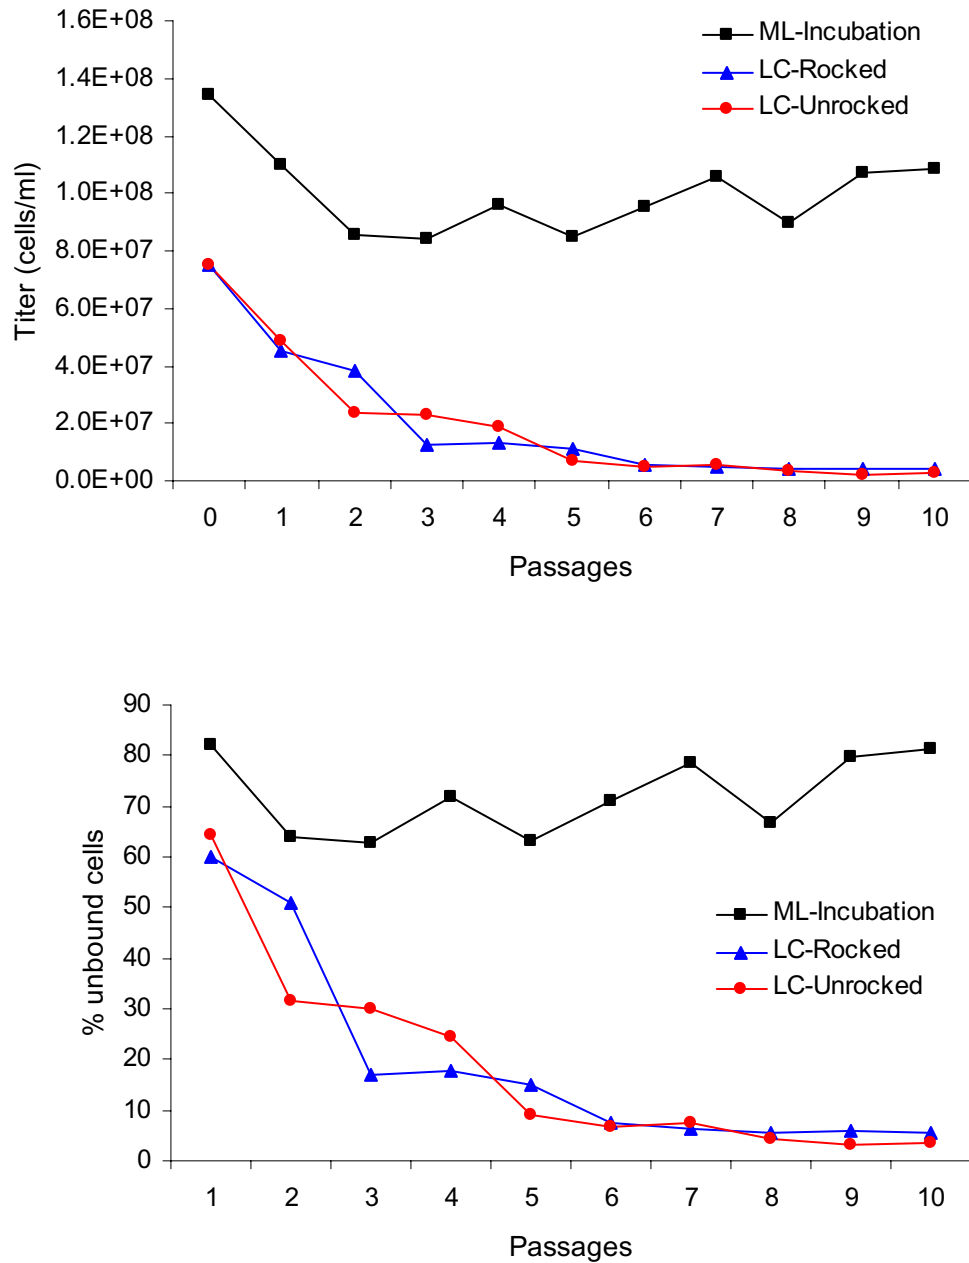 1.6E+08
1.4E+08
1.2E+08
1.0E+08
8.0E+07
6.0E+07
4.0E+07
2.0E+07
0.0E+00
Titer (cells/ml)
ML-Incubation
LC-Rocked
LC-Unrocked
0 1 2 3 4 5 6 7 8 9 10
Passages
90
80
70
60
50
40
30
20
10
0
% unbound cells
ML-Incubation
LC-Rocked
LC-Unrocked
1 2 3 4 5 6 7 8 9 10
Passages